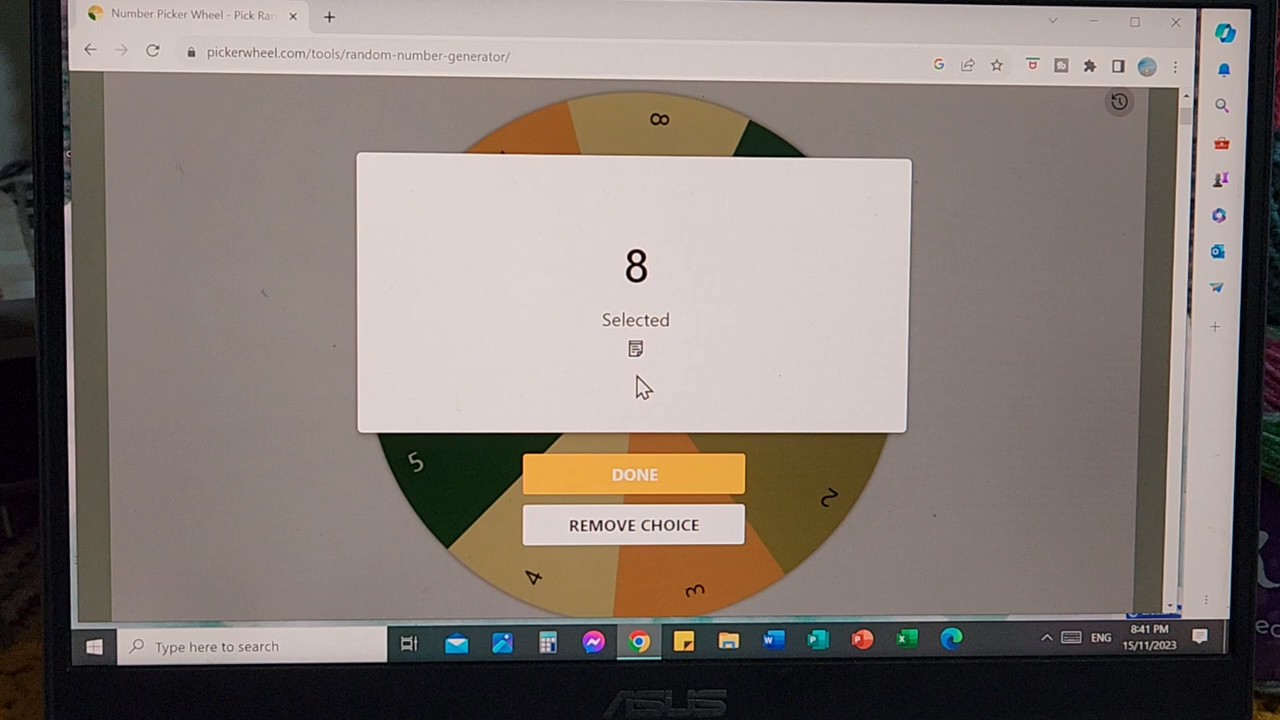 Number Picker Wheel - Pick Ran
pickerwheel.com/tools/random-number-generator/
8
8
Selected
5
DONE
2
REMOVE CHOICE
4
3
Type here to search
ENG
8:41 PM
15/11/2023
ASUS